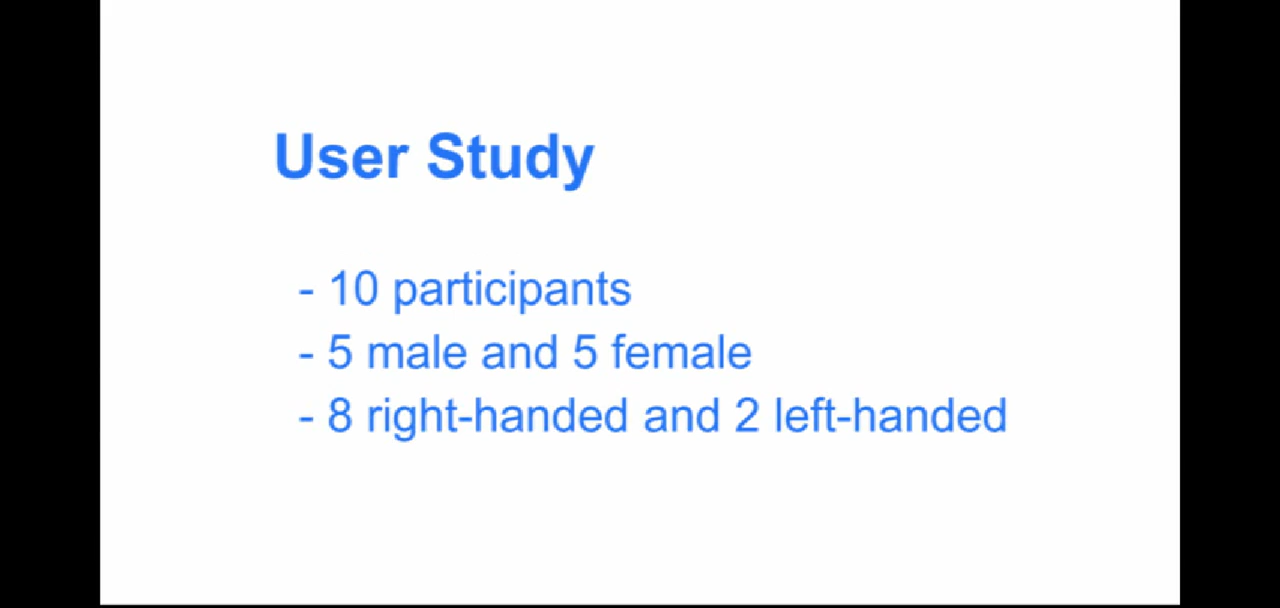 User Study
- 10 participants
- 5 male and 5 female
- 8 right-handed and 2 left-handed